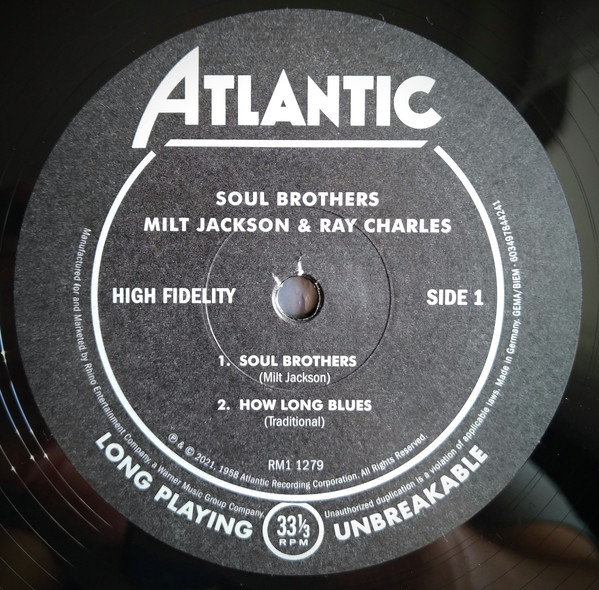 ATLANTIC
SOUL BROTHERS
MILT JACKSON & RAY CHARLES
HIGH FIDELITY
SIDE 1
1. SOUL BROTHERS
(Milt Jackson)
2. HOW LONG BLUES
(Traditional)
RM1 1279
℗ & © 2021, 1958 Atlantic Recording Corporation. All Rights Reserved.
Manufactured for and Marketed by Rhino Entertainment Company, a Warner Music Group Company.
Unauthorized duplication is a violation of applicable laws. Made in Germany. GEMA/BIEM · 603497844241
LONG PLAYING
33⅓
RPM
UNBREAKABLE